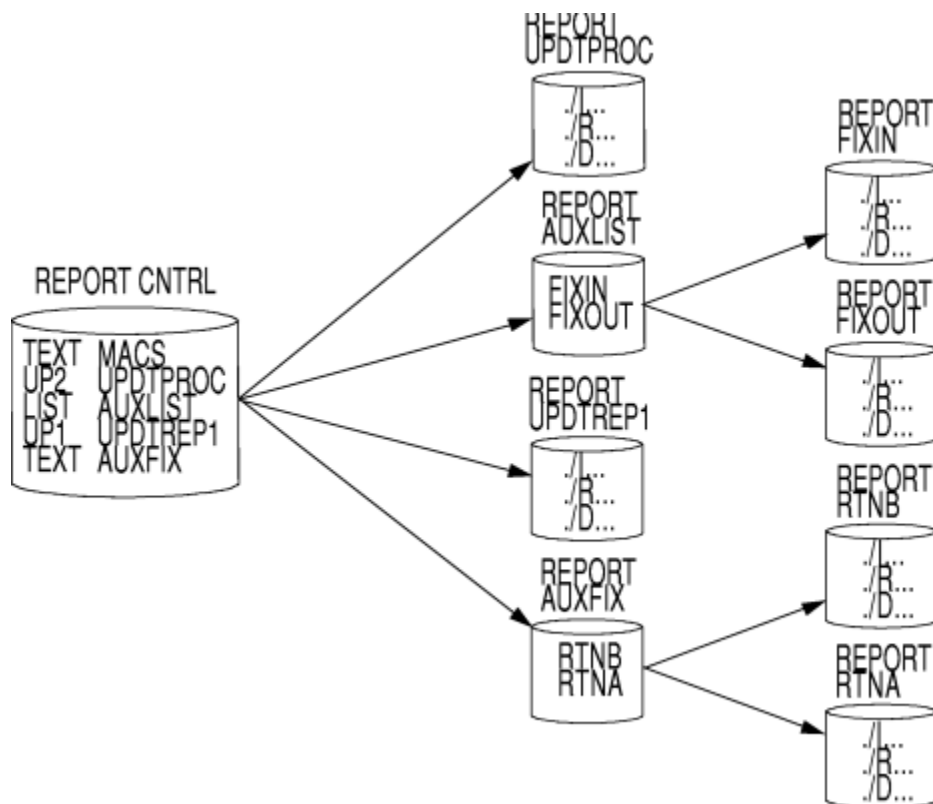 REPORT
UPDTPROC
./I...
./R...
./D...
REPORT
FIXIN
./I...
./R...
./D...
REPORT
AUXLIST
FIXIN
FIXOUT
REPORT CNTRL
TEXT MACS
UP2 UPDTPROC
LIST AUXLIST
UP1 UPDTREP1
TEXT AUXFIX
REPORT
FIXOUT
./I...
./R...
./D...
REPORT
UPDTREP1
./I...
./R...
./D...
REPORT
RTNB
./I...
./R...
./D...
REPORT
AUXFIX
RTNB
RTNA
REPORT
RTNA
./I...
./R...
./D...